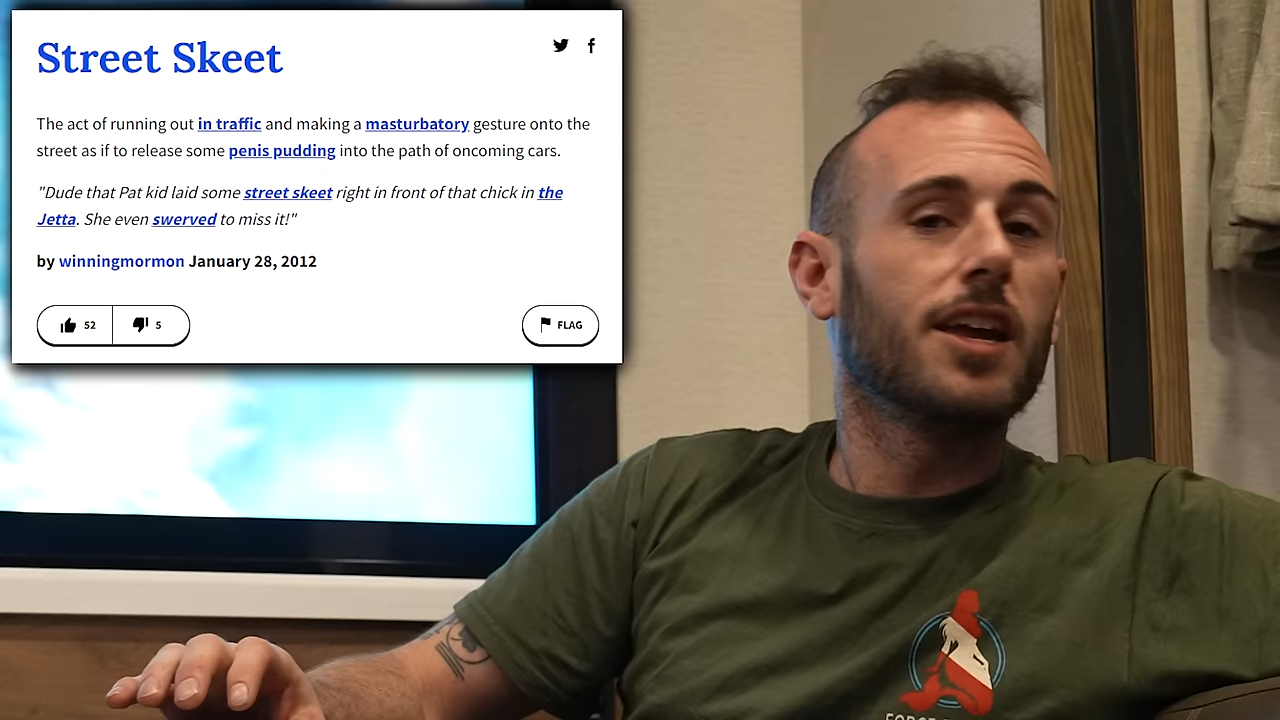 Street Skeet
The act of running out in traffic and making a masturbatory gesture onto the
street as if to release some penis pudding into the path of oncoming cars.
"Dude that Pat kid laid some street skeet right in front of that chick in the
Jetta. She even swerved to miss it!"
by winningmormon January 28, 2012
52
5
FLAG